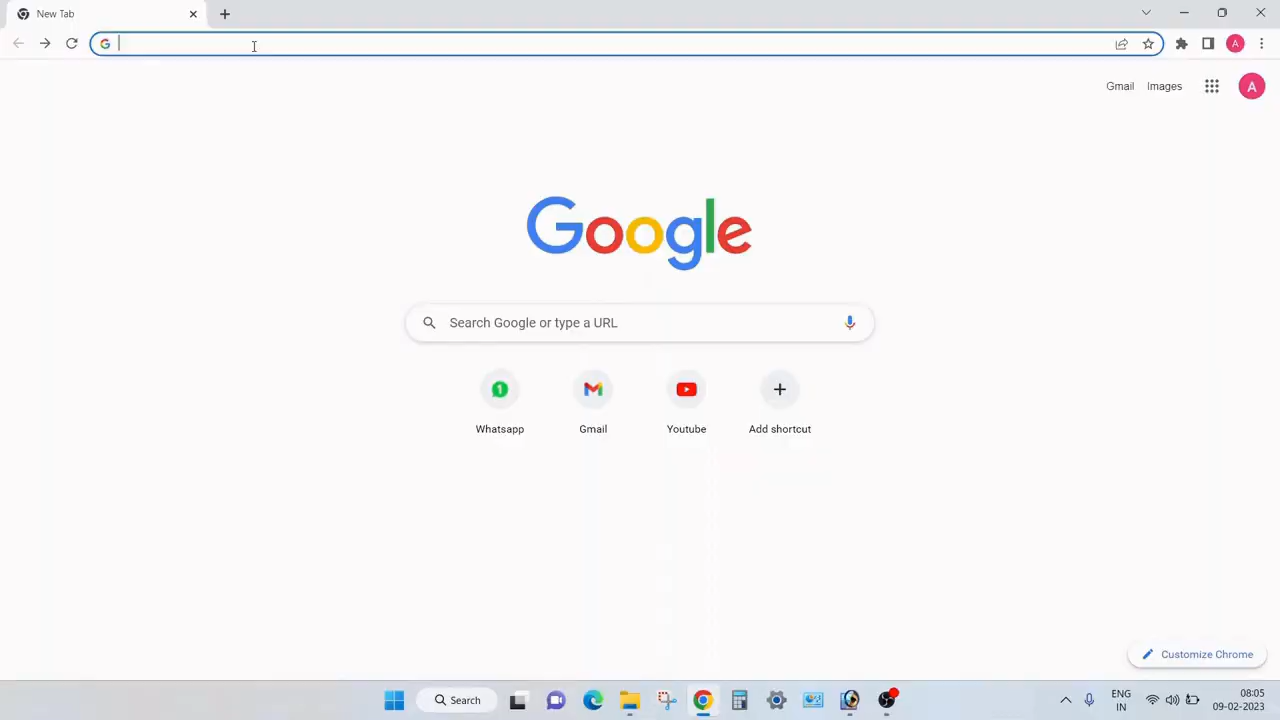 New Tab
Gmail
Images
A
Google
Search Google or type a URL
1
Whatsapp
Gmail
Youtube
Add shortcut
Customize Chrome
Search
ENG
IN
08:05
09-02-2023